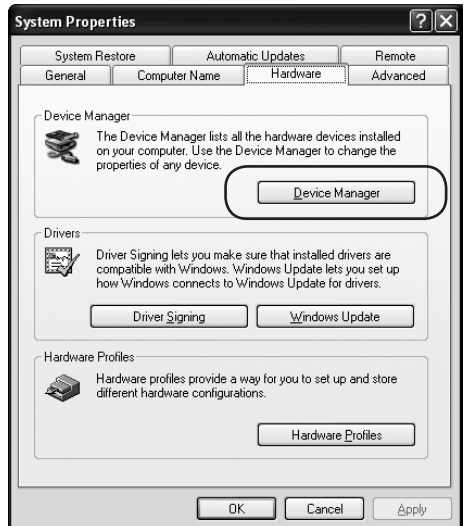 System Properties
System Restore Automatic Updates Remote
General Computer Name Hardware Advanced
Device Manager
The Device Manager lists all the hardware devices installed
on your computer. Use the Device Manager to change the
properties of any device.
Device Manager
Drivers
Driver Signing lets you make sure that installed drivers are
compatible with Windows. Windows Update lets you set up
how Windows connects to Windows Update for drivers.
Driver Signing Windows Update
Hardware Profiles
Hardware profiles provide a way for you to set up and store
different hardware configurations.
Hardware Profiles
OK Cancel Apply